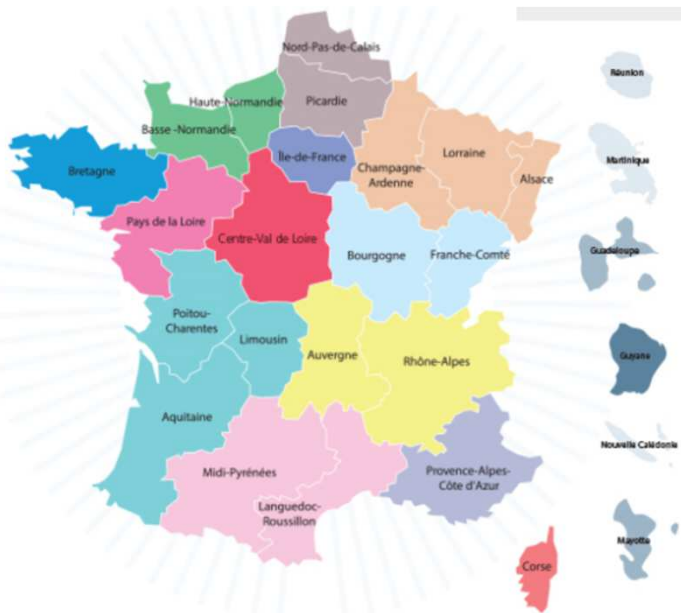 Nord-Pas-de-Calais
Picardie
Haute-Normandie
Basse -Normandie
Île-de-France
Champagne-
Ardenne
Lorraine
Alsace
Bretagne
Pays de la Loire
Centre-Val de Loire
Bourgogne
Franche-Comté
Poitou-
Charentes
Limousin
Auvergne
Rhône-Alpes
Aquitaine
Midi-Pyrénées
Languedoc-
Roussillon
Provence-Alpes-
Côte d'Azur
Corse
Réunion
Martinique
Guadeloupe
Guyane
Nouvelle Calédonie
Mayotte